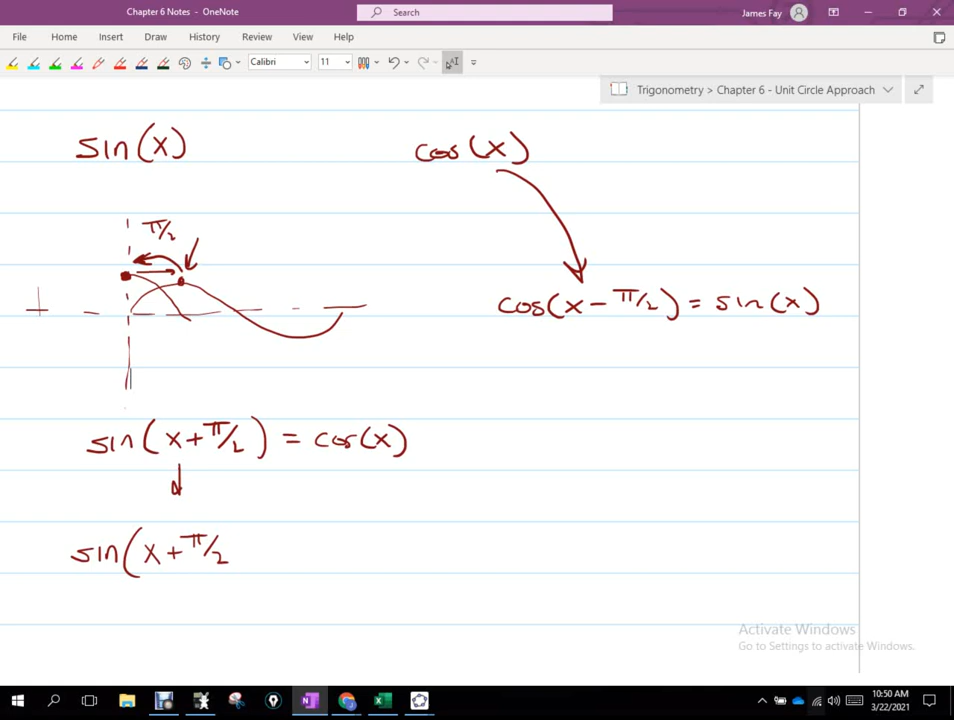 Chapter 6 Notes - OneNote
Search
James Fay
File Home Insert Draw History Review View Help
Calibri 11
Trigonometry > Chapter 6 - Unit Circle Approach
sin(x)
cos(x)
π/2
cos(x - π/2) = sin(x)
sin(x + π/2) = cos(x)
sin(x + π/2
Activate Windows
Go to Settings to activate Windows.
10:50 AM
3/22/2021